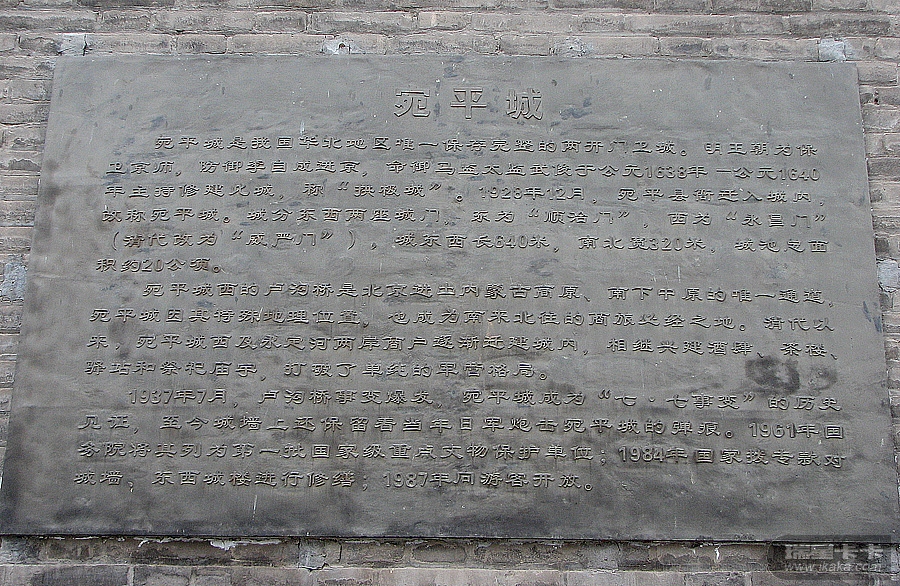 宛平城
宛平城是我国华北地区唯一保存完整的两开门卫城。明王朝为保
卫京师，防御李自成进京，命御马监太监武俊于公元1638年－公元1640
年主持修建此城，称“拱极城”。1928年12月，宛平县衙迁入城内，
改称宛平城。城分东西两座城门，东为“顺治门”，西为“永昌门”
（清代改为“威严门”），城东西长640米，南北宽320米，城池总面
积约20公顷。
宛平城西的卢沟桥是北京进出内蒙古高原、南下中原的唯一通道，
宛平城因其特殊地理位置，也成为南来北往的商旅必经之地。清代以
来，宛平城西及永定河两岸商户逐渐迁建城内，相继兴建酒肆、茶楼、
驿站和祭祀庙宇，打破了单纯的军营格局。
1937年7月，卢沟桥事变爆发，宛平城成为“七·七事变”的历史
见证，至今城墙上还保留着当年日军炮击宛平城的弹痕。1961年国
务院将其列为第一批国家级重点文物保护单位；1984年国家拨专款对
城墙、东西城楼进行修缮；1987年向游客开放。
www.ikaka.com